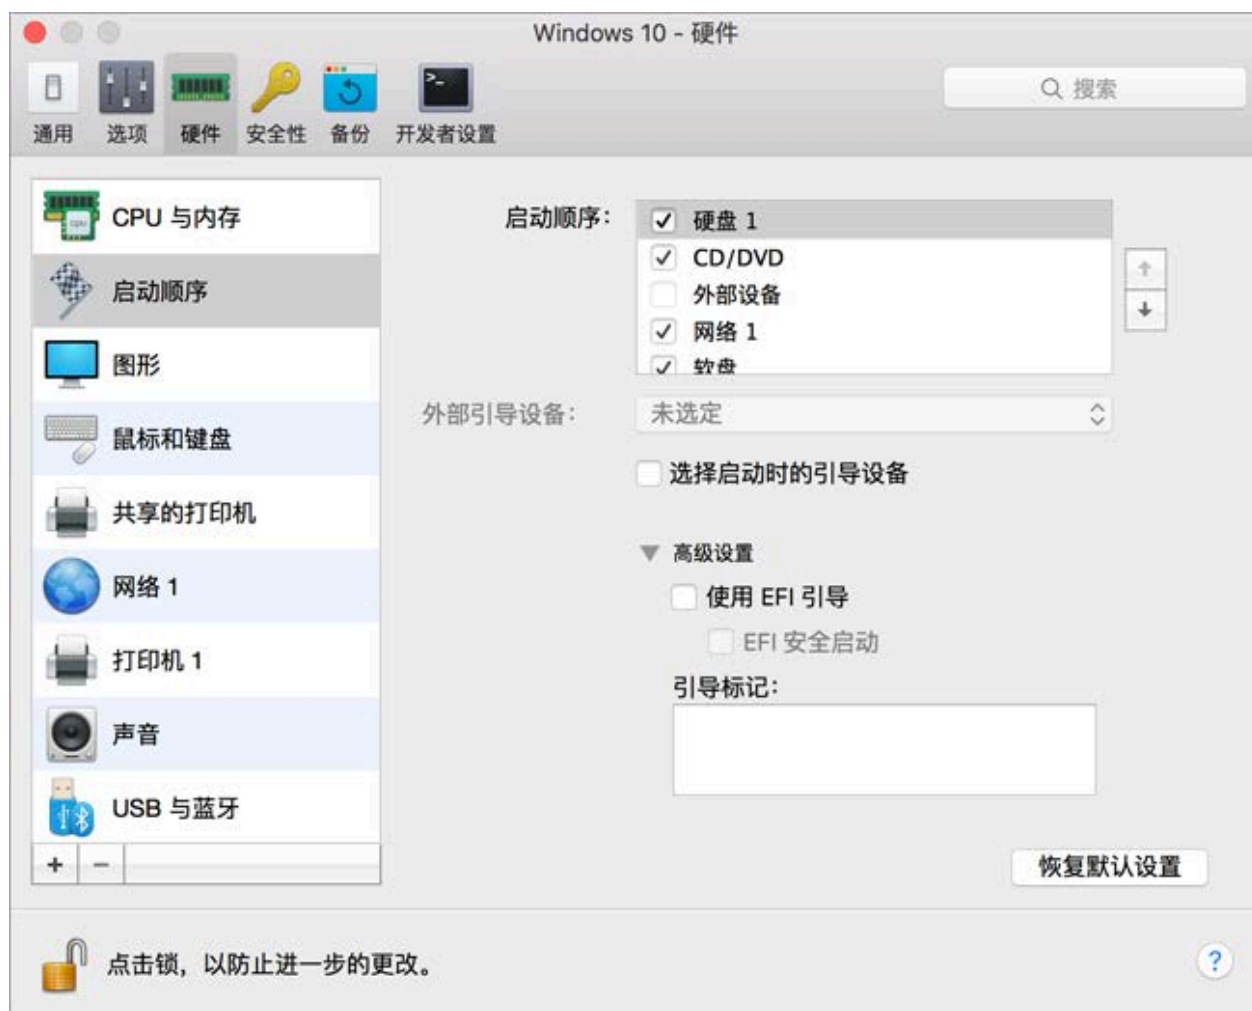 Windows 10 - 硬件
通用 选项 硬件 安全性 备份 开发者设置
搜索
CPU 与内存
启动顺序
图形
鼠标和键盘
共享的打印机
网络 1
打印机 1
声音
USB 与蓝牙
启动顺序：
硬盘 1
CD/DVD
外部设备
网络 1
软盘
外部引导设备：
未选定
选择启动时的引导设备
高级设置
使用 EFI 引导
EFI 安全启动
引导标记：
恢复默认设置
点击锁，以防止进一步的更改。